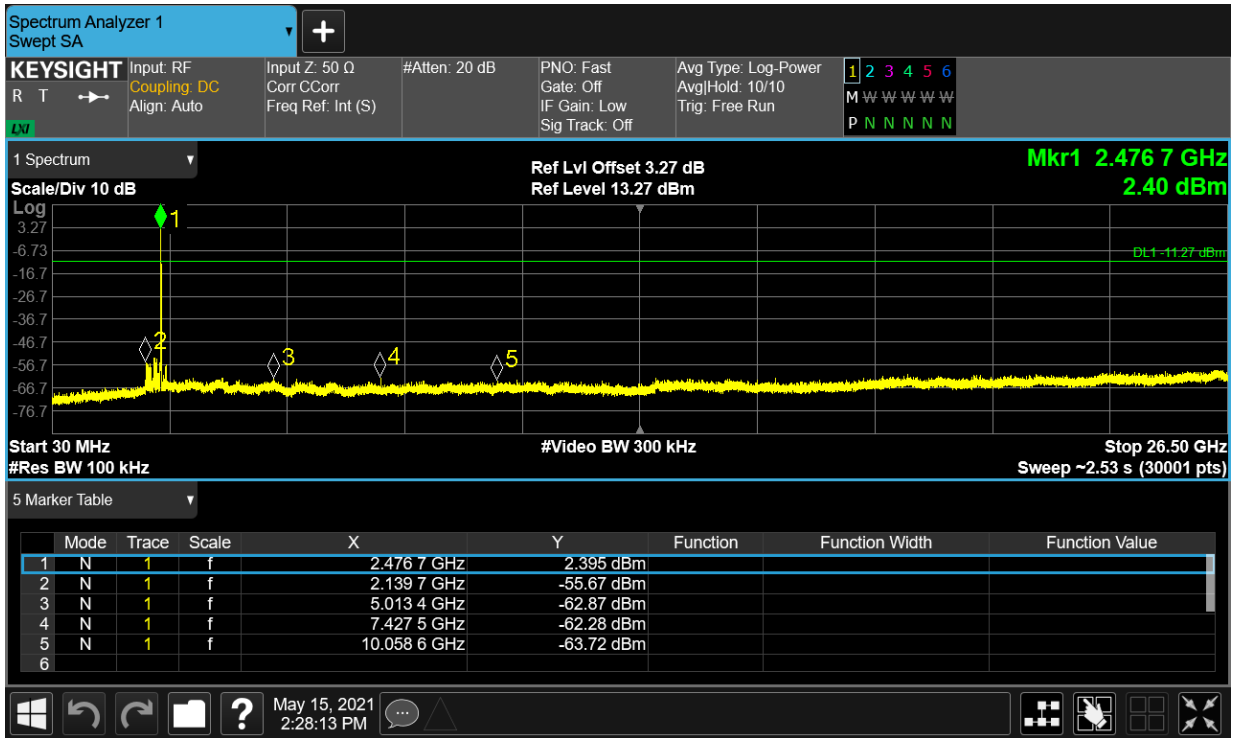 Spectrum Analyzer 1
Swept SA
+
KEYSIGHT
R T
LXI
Input: RF
Coupling: DC
Align: Auto
Input Z: 50 Ω
Corr CCorr
Freq Ref: Int (S)
#Atten: 20 dB
PNO: Fast
Gate: Off
IF Gain: Low
Sig Track: Off
Avg Type: Log-Power
Avg|Hold: 10/10
Trig: Free Run
1 2 3 4 5 6
M W W W W W
P N N N N N
1 Spectrum
Scale/Div 10 dB
Ref Lvl Offset 3.27 dB
Ref Level 13.27 dBm
Mkr1 2.476 7 GHz
2.40 dBm
Log
3.27
-6.73
-16.7
-26.7
-36.7
-46.7
-56.7
-66.7
-76.7
1
2
3
4
5
DL1 -11.27 dBm
Start 30 MHz
#Video BW 300 kHz
Stop 26.50 GHz
#Res BW 100 kHz
Sweep ~2.53 s (30001 pts)
5 Marker Table
Mode Trace Scale X Y Function Function Width Function Value
1 N 1 f 2.476 7 GHz 2.395 dBm
2 N 1 f 2.139 7 GHz -55.67 dBm
3 N 1 f 5.013 4 GHz -62.87 dBm
4 N 1 f 7.427 5 GHz -62.28 dBm
5 N 1 f 10.058 6 GHz -63.72 dBm
6
?
May 15, 2021
2:28:13 PM